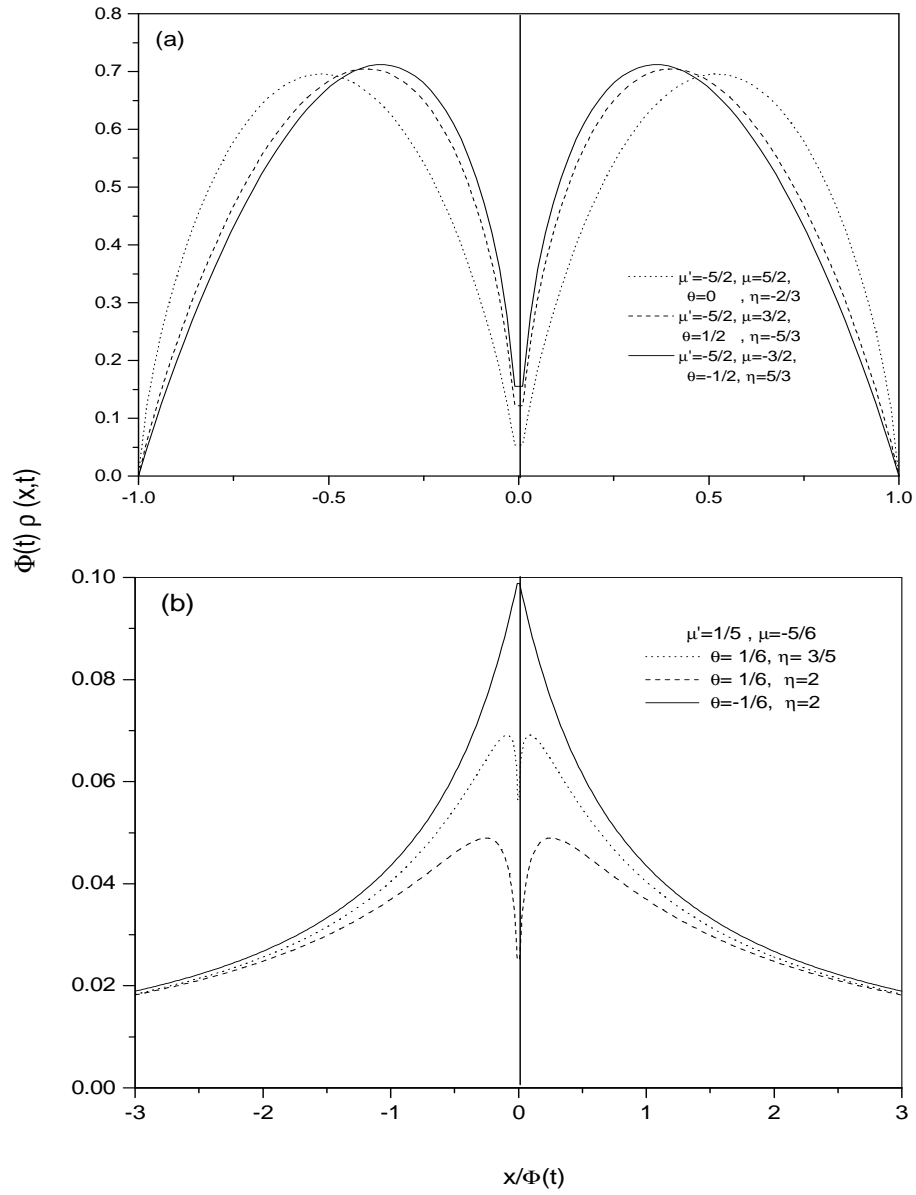 0.8
(a)
0.7
0.6
0.5
0.4
0.3
0.2
0.1
0.0
μ'=-5/2, μ=5/2,
θ=0 , η=-2/3
μ'=-5/2, μ=3/2,
θ=1/2 , η=-5/3
μ'=-5/2, μ=-3/2,
θ=-1/2, η=5/3
-1.0 -0.5 0.0 0.5 1.0
Φ(t) ρ (x,t)
0.10
(b)
0.08
0.06
0.04
0.02
0.00
μ'=1/5 , μ=-5/6
θ= 1/6, η= 3/5
θ= 1/6, η=2
θ=-1/6, η=2
-3 -2 -1 0 1 2 3
x/Φ(t)